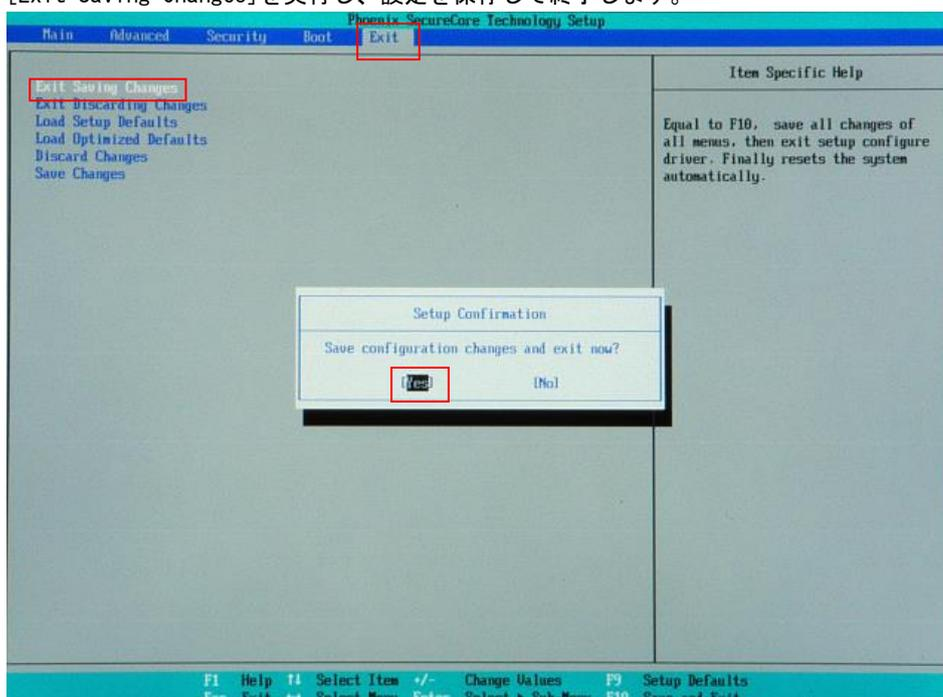 [Exit Saving Changes]を実行し、設定を保存して終了します。
Phoenix SecureCore Technology Setup
Main Advanced Security Boot Exit
Item Specific Help
Exit Saving Changes
Exit Discarding Changes
Load Setup Defaults
Load Optimized Defaults
Discard Changes
Save Changes
Equal to F10, save all changes of
all menus, then exit setup configure
driver. Finally resets the system
automatically.
Setup Confirmation
Save configuration changes and exit now?
[Yes] [No]
F1 Help ↑↓ Select Item +/- Change Values F9 Setup Defaults
Esc Exit ↔ Select Menu Enter Select ▶ Sub-Menu F10 Save and Exit